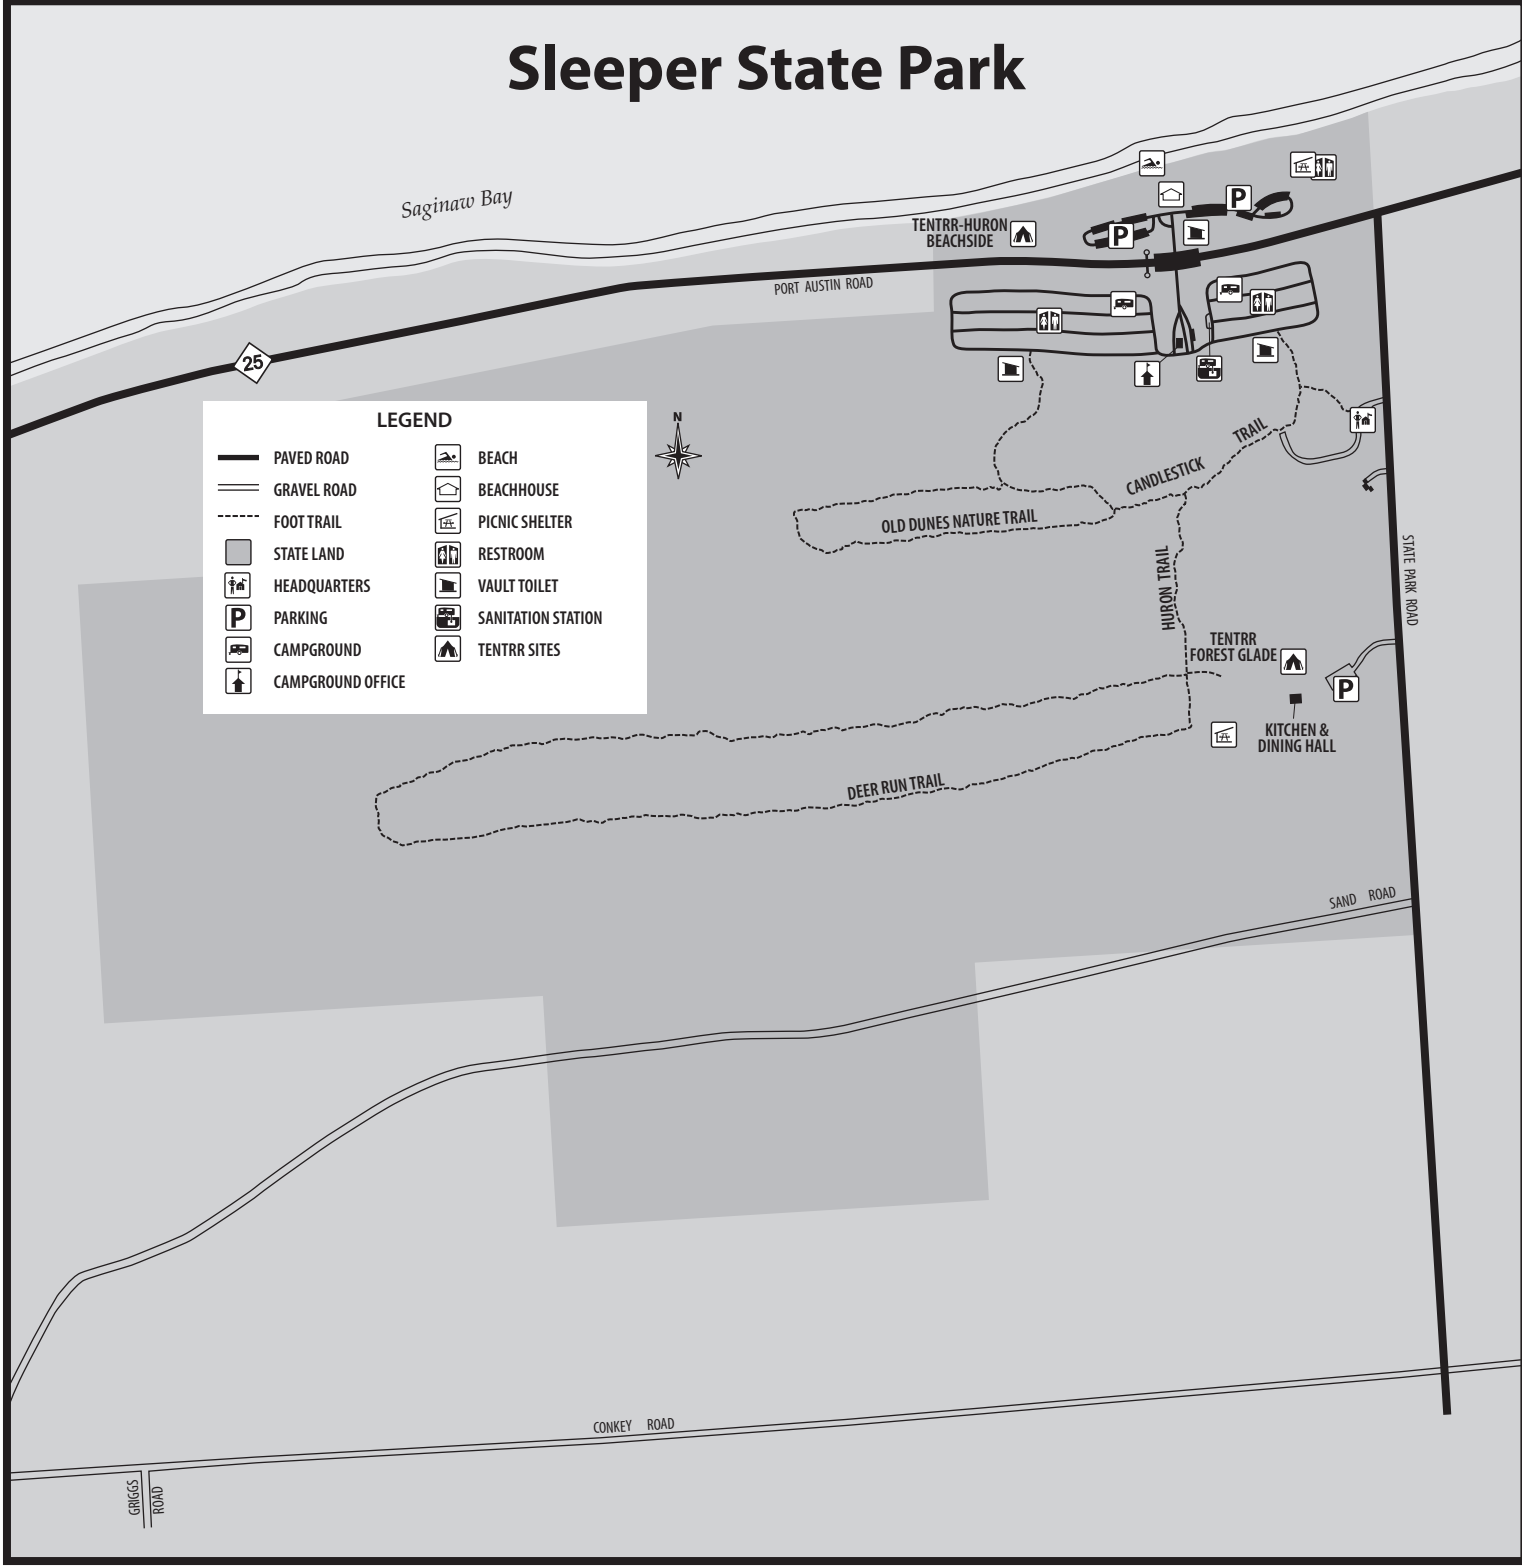 Sleeper State Park
Saginaw Bay
TENTRR-HURON
BEACHSIDE
P
P
PORT AUSTIN ROAD
25
LEGEND
PAVED ROAD
GRAVEL ROAD
FOOT TRAIL
STATE LAND
HEADQUARTERS
P PARKING
CAMPGROUND
CAMPGROUND OFFICE
BEACH
BEACHHOUSE
PICNIC SHELTER
RESTROOM
VAULT TOILET
SANITATION STATION
TENTRR SITES
N
CANDLESTICK TRAIL
OLD DUNES NATURE TRAIL
HURON TRAIL
STATE PARK ROAD
TENTRR
FOREST GLADE
P
KITCHEN &
DINING HALL
DEER RUN TRAIL
SAND ROAD
CONKEY ROAD
GRIGGS
ROAD